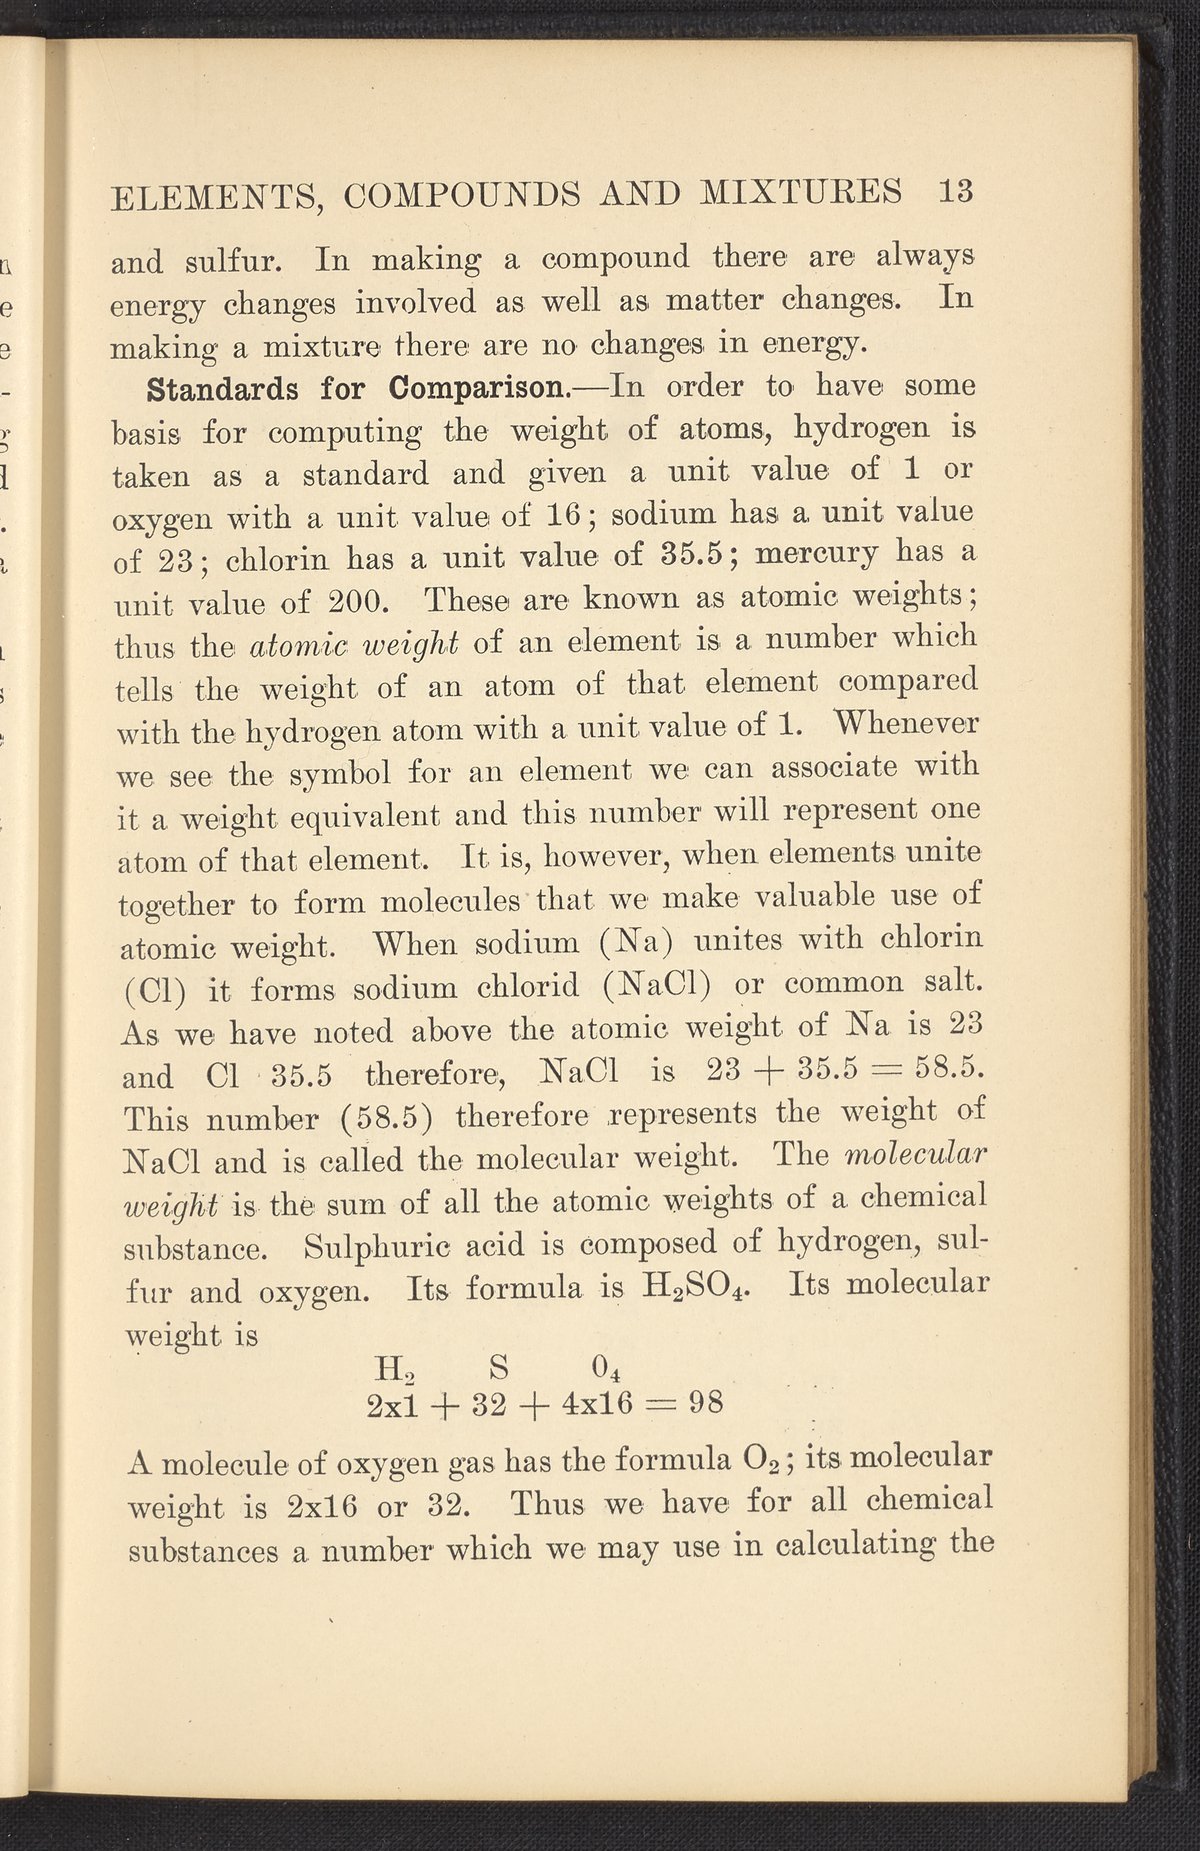 ELEMENTS, COMPOUNDS AND MIXTURES 13
and sulfur. In making a compound there are always
energy changes involved as well as matter changes. In
making a mixture there are no changes in energy.
Standards for Comparison.—In order to have some
basis for computing the weight of atoms, hydrogen is
taken as a standard and given a unit value of 1 or
oxygen with a unit value of 16; sodium has a unit value
of 23; chlorin has a unit value of 35.5; mercury has a
unit value of 200. These are known as atomic weights;
thus the atomic weight of an element is a number which
tells the weight of an atom of that element compared
with the hydrogen atom with a unit value of 1. Whenever
we see the symbol for an element we can associate with
it a weight equivalent and this number will represent one
atom of that element. It is, however, when elements unite
together to form molecules that we make valuable use of
atomic weight. When sodium (Na) unites with chlorin
(Cl) it forms sodium chlorid (NaCl) or common salt.
As we have noted above the atomic weight of Na is 23
and Cl 35.5 therefore, NaCl is 23 + 35.5 = 58.5.
This number (58.5) therefore represents the weight of
NaCl and is called the molecular weight. The molecular
weight is the sum of all the atomic weights of a chemical
substance. Sulphuric acid is composed of hydrogen, sul-
fur and oxygen. Its formula is H₂SO₄. Its molecular
weight is
H₂ S O₄
2x1 + 32 + 4x16 = 98
A molecule of oxygen gas has the formula O₂; its molecular
weight is 2x16 or 32. Thus we have for all chemical
substances a number which we may use in calculating the